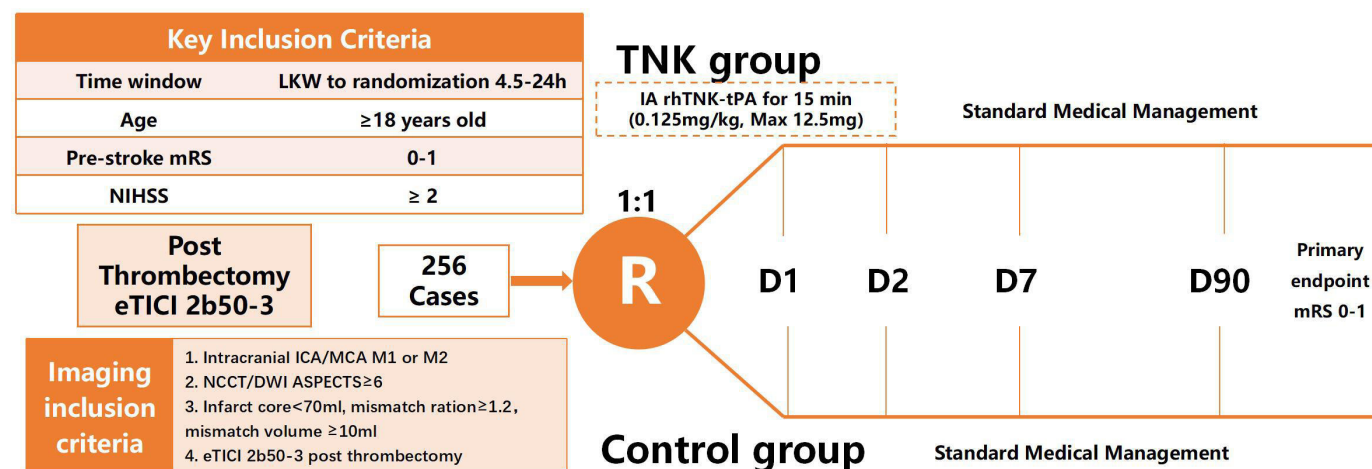 Key Inclusion Criteria
Time window LKW to randomization 4.5-24h
Age ≥18 years old
Pre-stroke mRS 0-1
NIHSS ≥ 2
Post
Thrombectomy
eTICI 2b50-3
256
Cases
Imaging
inclusion
criteria
1. Intracranial ICA/MCA M1 or M2
2. NCCT/DWI ASPECTS≥6
3. Infarct core<70ml, mismatch ration≥1.2,
mismatch volume ≥10ml
4. eTICI 2b50-3 post thrombectomy
1:1
R
TNK group
IA rhTNK-tPA for 15 min
(0.125mg/kg, Max 12.5mg)
Standard Medical Management
D1 D2 D7 D90
Primary
endpoint
mRS 0-1
Control group
Standard Medical Management